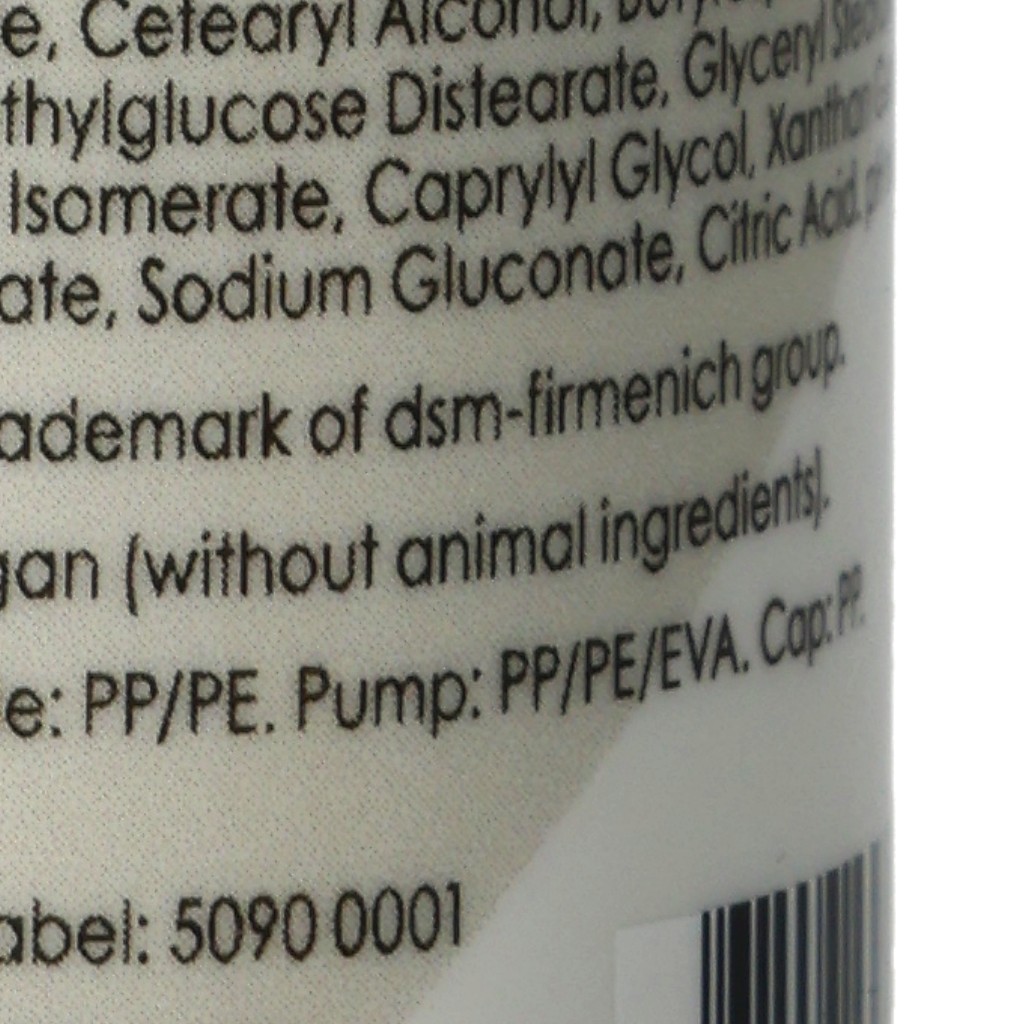 e, Cetearyl Alcohol,
thylglucose Distearate, Glyceryl
Isomerate, Caprylyl Glycol, Xanthan
ate, Sodium Gluconate, Citric Acid.
ademark of dsm-firmenich group.
gan (without animal ingredients).
e: PP/PE. Pump: PP/PE/EVA. Cap: PP.
abel: 5090 0001